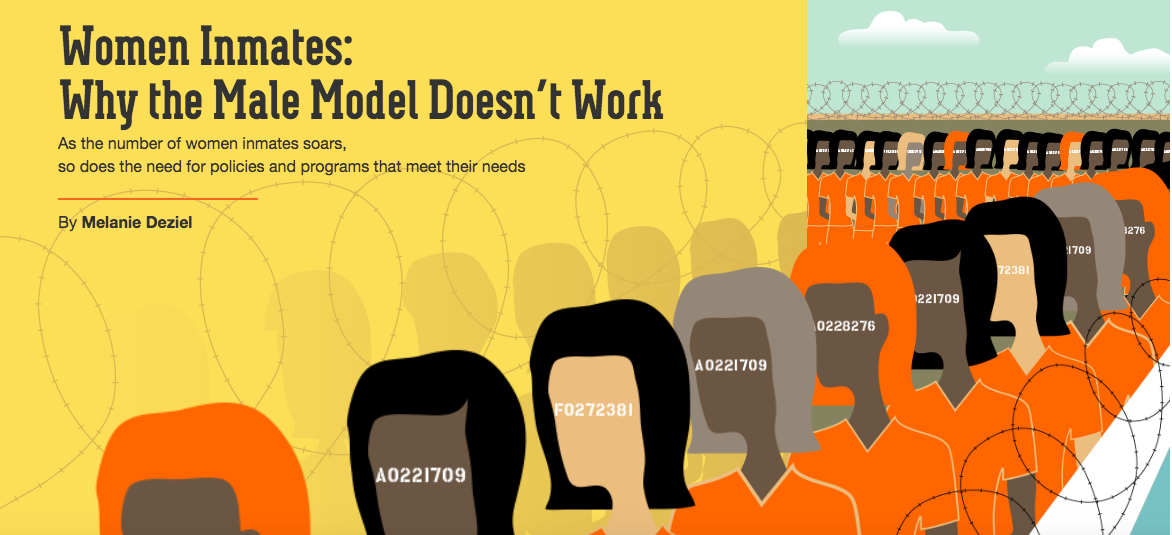 Women Inmates:
Why the Male Model Doesn't Work
As the number of women inmates soars,
so does the need for policies and programs that meet their needs
By Melanie Deziel
8276
1709
72381
0221709
A0228276
A0221709
F0272381
A0221709